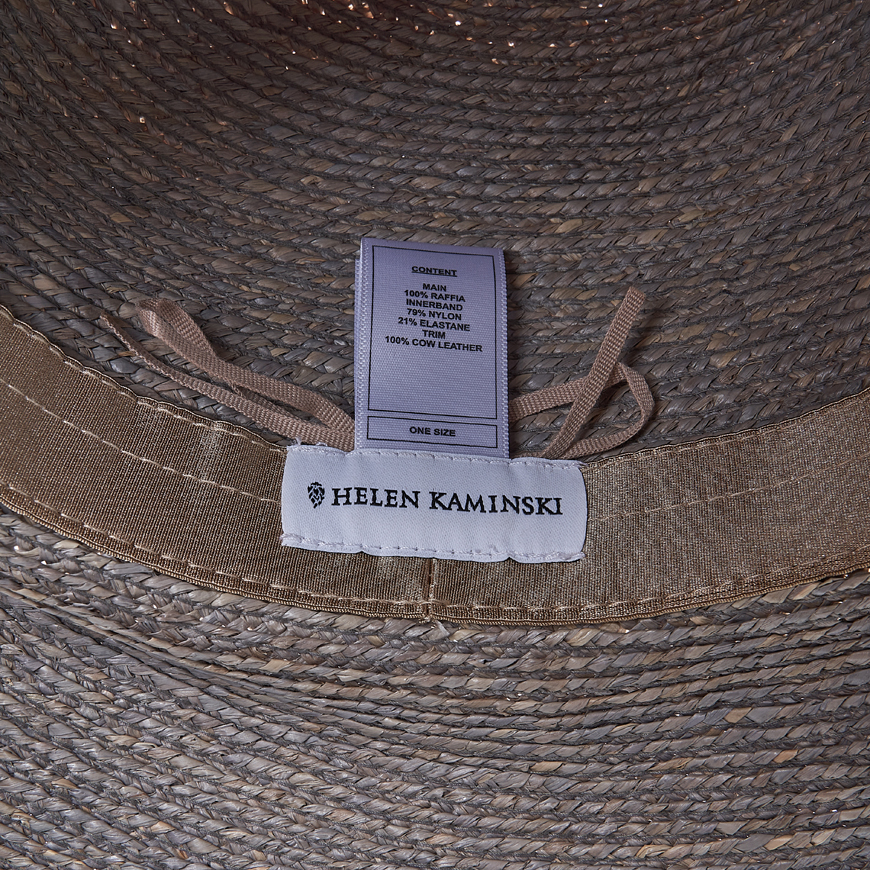 CONTENT
MAIN
100% RAFFIA
INNERBAND
79% NYLON
21% ELASTANE
TRIM
100% COW LEATHER
ONE SIZE
HELEN KAMINSKI